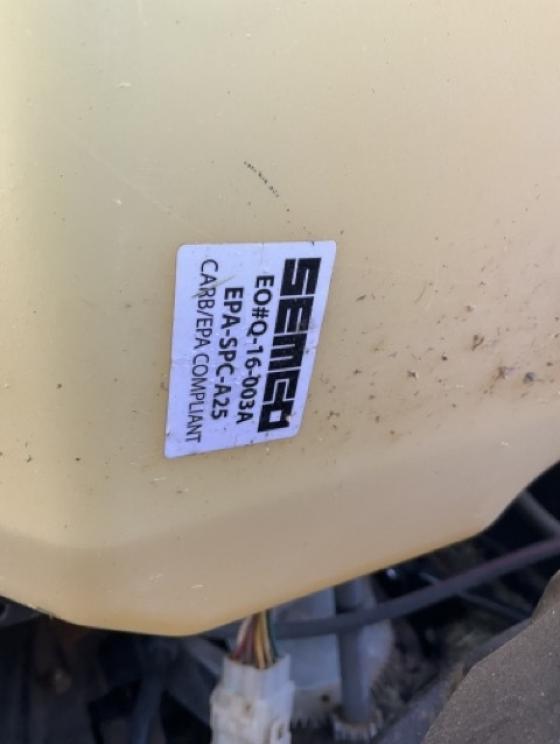 SEMCO
EO#Q-16-003A
EPA-SPC-A25
CARB/EPA COMPLIANT